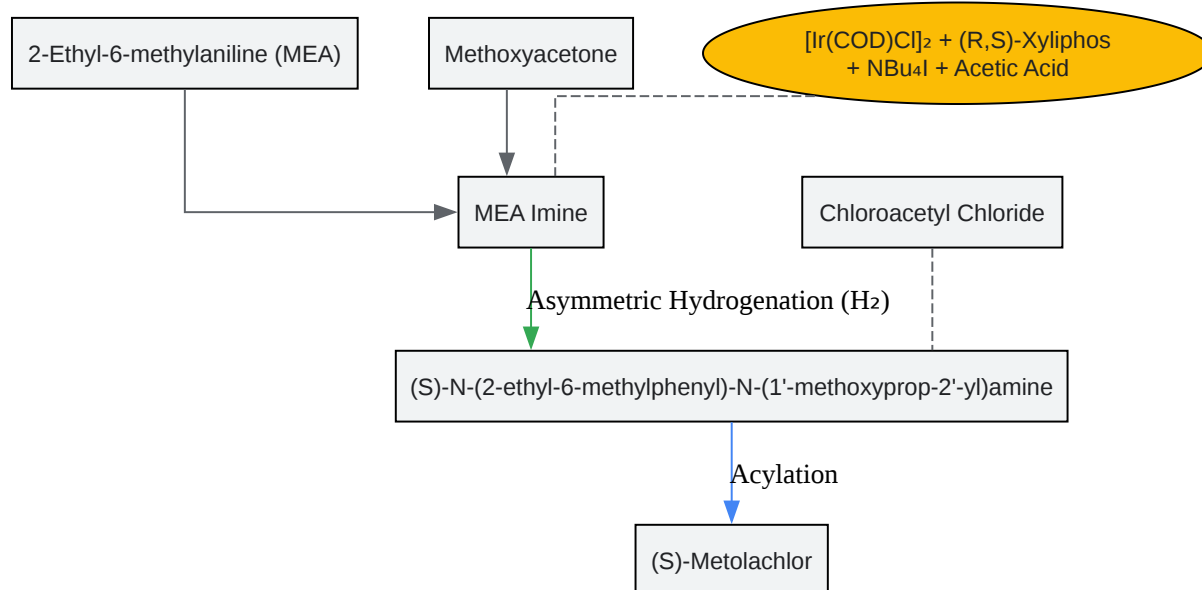 2-Ethyl-6-methylaniline (MEA)
Methoxyacetone
[Ir(COD)Cl]₂ + (R,S)-Xyliphos
+ NBu₄I + Acetic Acid
MEA Imine
Chloroacetyl Chloride
Asymmetric Hydrogenation (H₂)
(S)-N-(2-ethyl-6-methylphenyl)-N-(1'-methoxyprop-2'-yl)amine
Acylation
(S)-Metolachlor